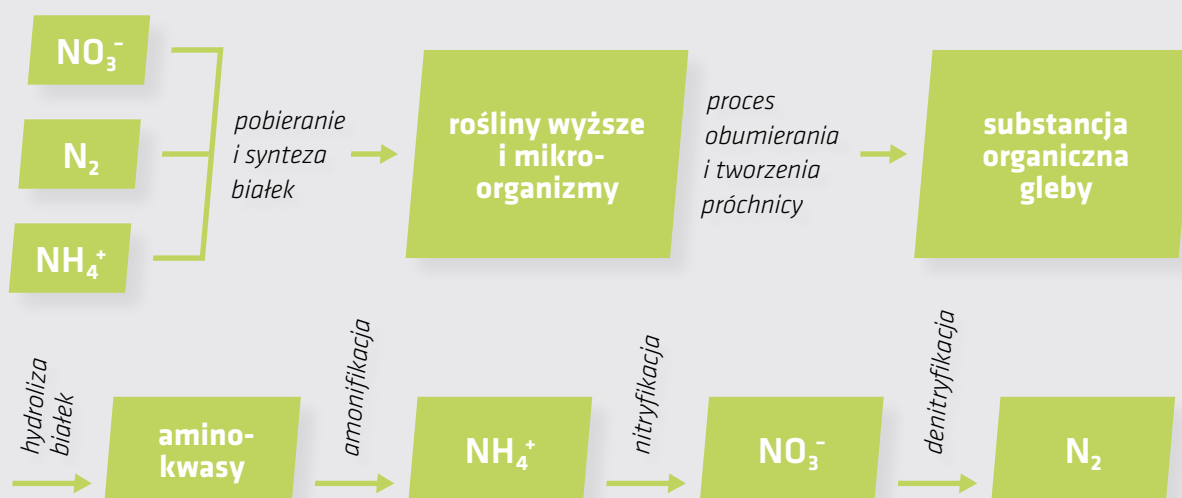 NO₃⁻
N₂
NH₄⁺
pobieranie
i synteza
białek
rośliny wyższe
i mikro-
organizmy
proces
obumierania
i tworzenia
próchnicy
substancja
organiczna
gleby
hydroliza
białek
amino-
kwasy
amonifikacja
NH₄⁺
nitryfikacja
NO₃⁻
denitryfikacja
N₂